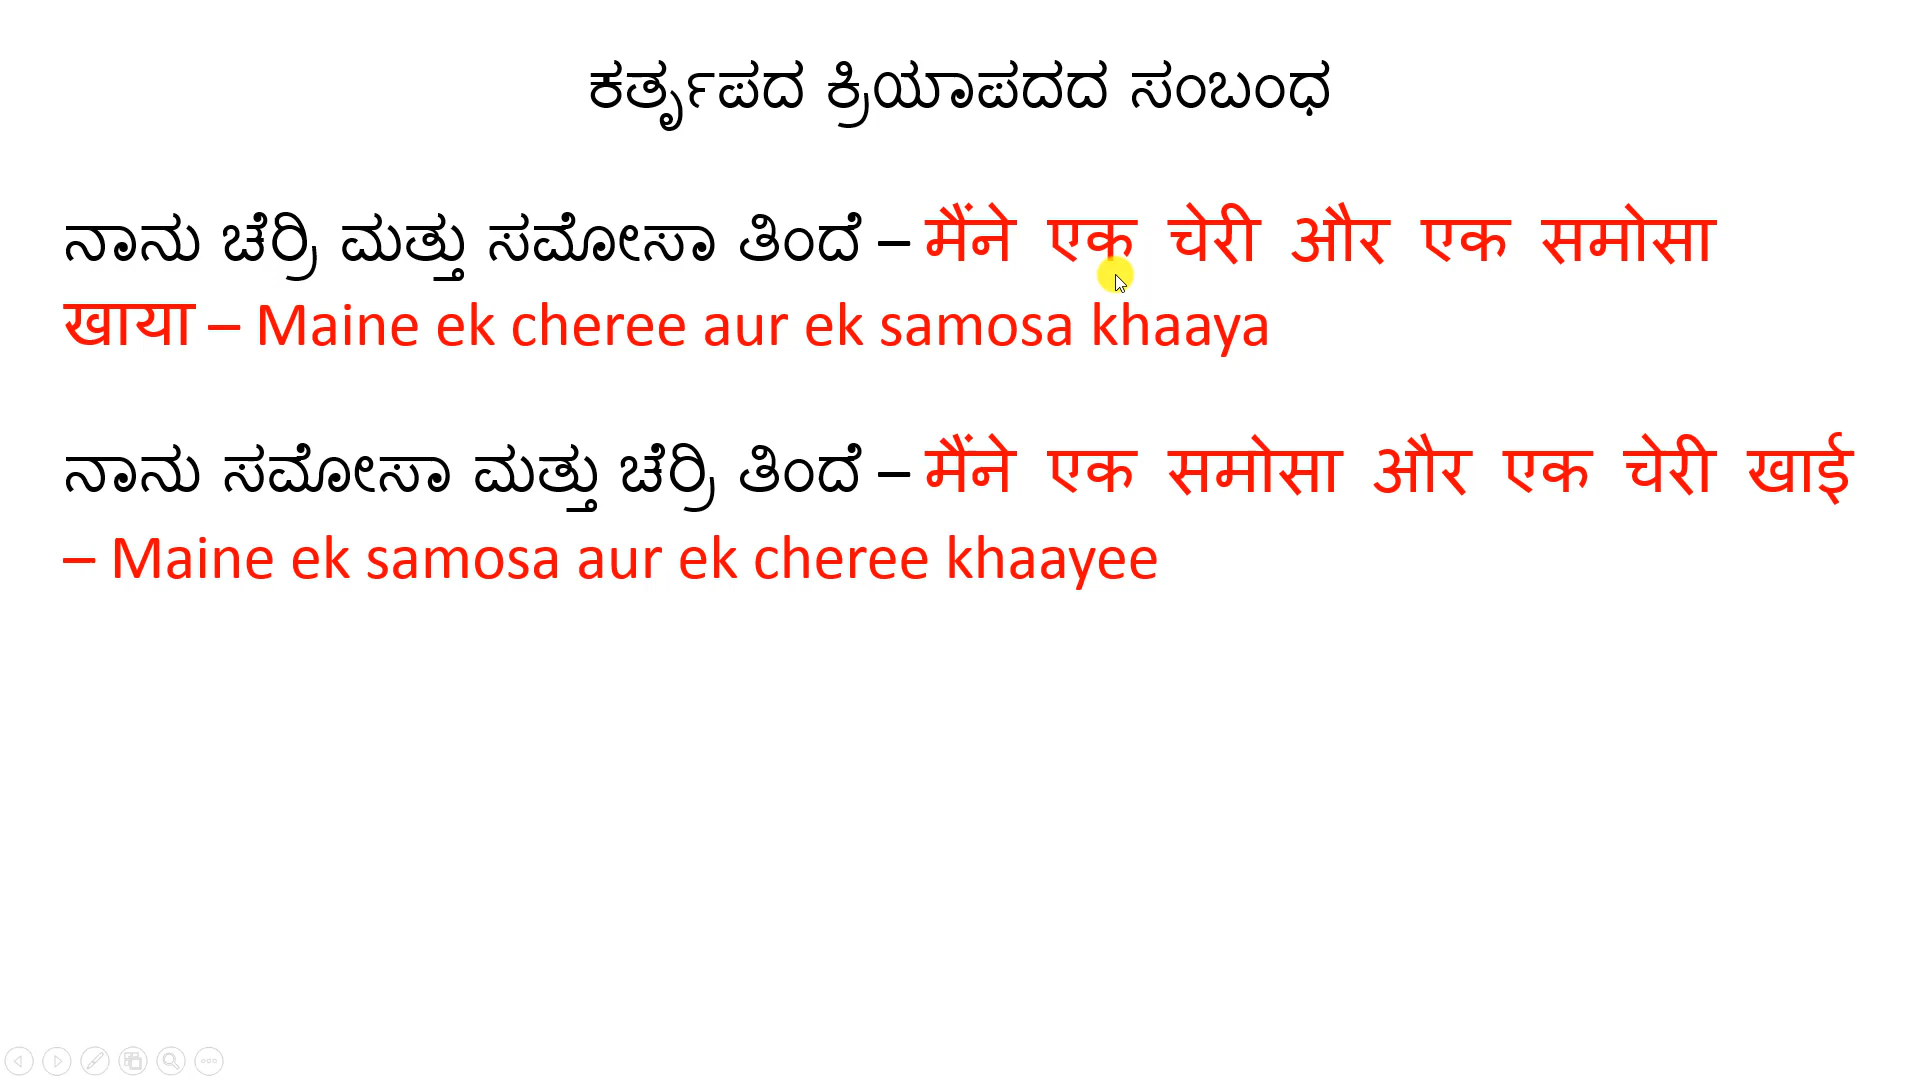 ಕರ್ತೃಪದ ಕ್ರಿಯಾಪದದ ಸಂಬಂಧ
ನಾನು ಚೆರ್ರಿ ಮತ್ತು ಸಮೋಸಾ ತಿಂದೆ – मैंने एक चेरी और एक समोसा
खाया – Maine ek cheree aur ek samosa khaaya
ನಾನು ಸಮೋಸಾ ಮತ್ತು ಚೆರ್ರಿ ತಿಂದೆ – मैंने एक समोसा और एक चेरी खाई
– Maine ek samosa aur ek cheree khaayee